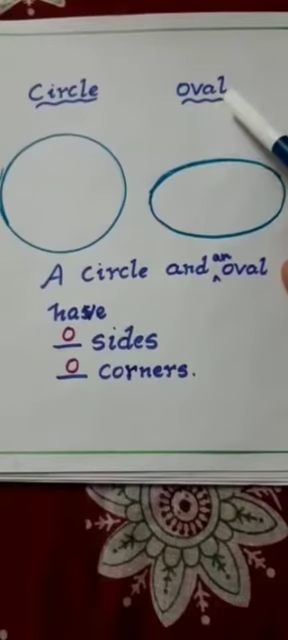 Circle oval
A circle and an oval
have
0 sides
0 corners.